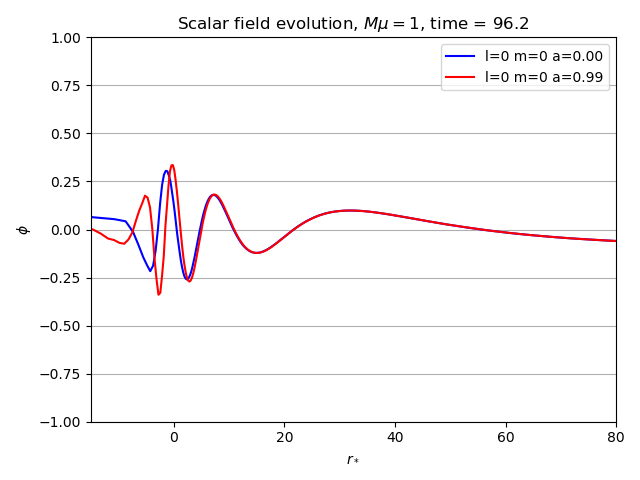 Scalar field evolution, $M\mu = 1$, time = 96.2
l=0 m=0 a=0.00
l=0 m=0 a=0.99
1.00
0.75
0.50
0.25
0.00
−0.25
−0.50
−0.75
−1.00
ϕ
0
20
40
60
80
r_*